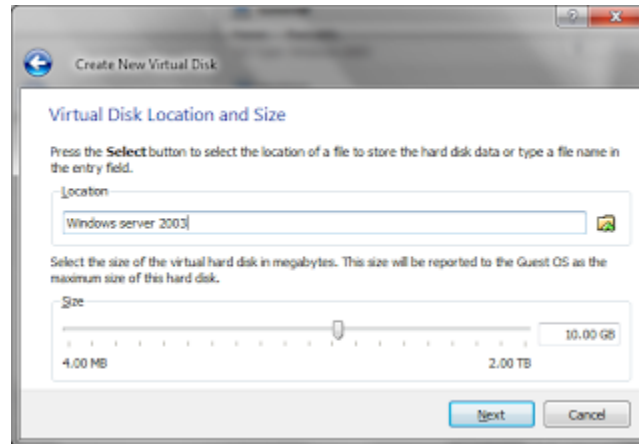 Create New Virtual Disk
Virtual Disk Location and Size
Press the Select button to select the location of a file to store the hard disk data or type a file name in
the entry field.
Location
Windows server 2003
Select the size of the virtual hard disk in megabytes. This size will be reported to the Guest OS as the
maximum size of this hard disk.
Size
10.00 GB
4.00 MB 2.00 TB
Next Cancel